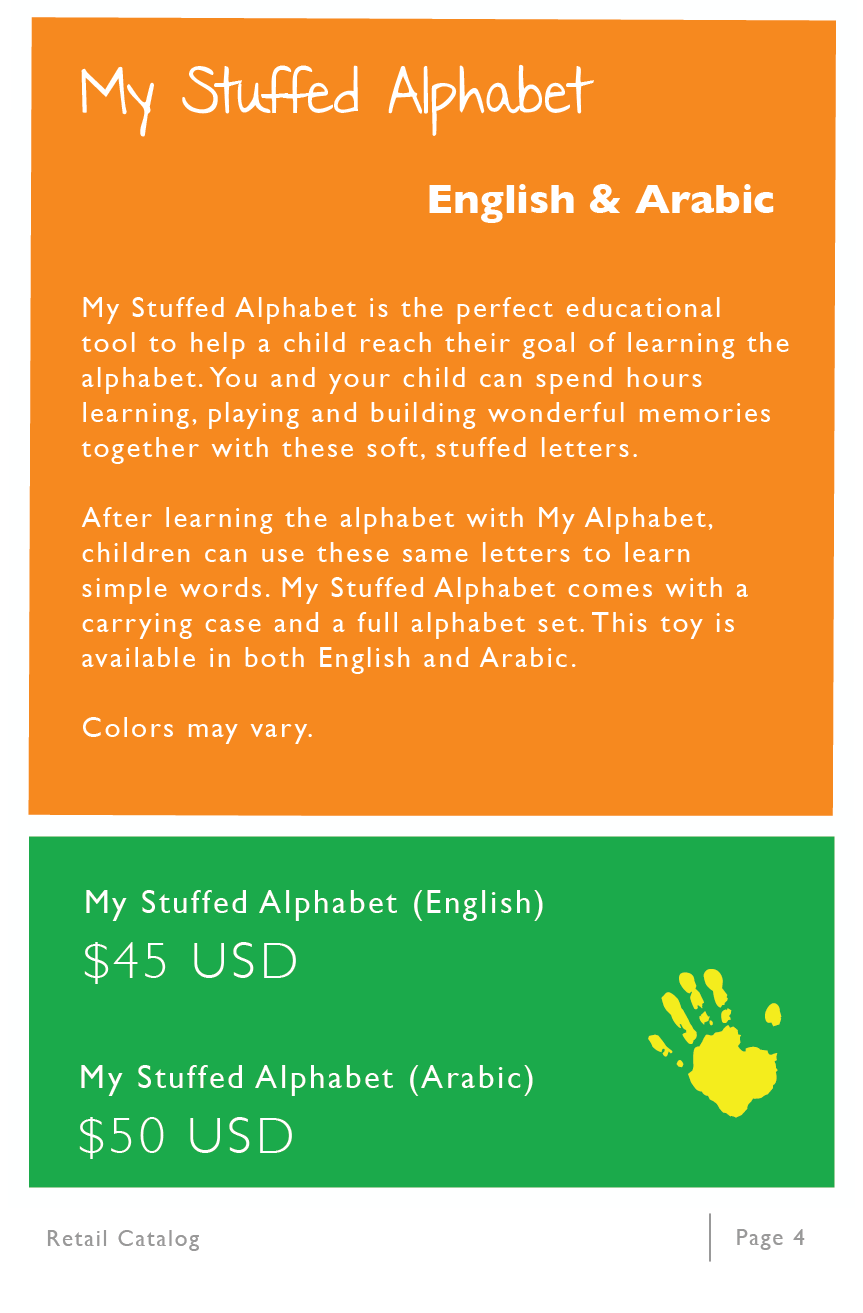 My Stuffed Alphabet
English & Arabic
My Stuffed Alphabet is the perfect educational
tool to help a child reach their goal of learning the
alphabet. You and your child can spend hours
learning, playing and building wonderful memories
together with these soft, stuffed letters.
After learning the alphabet with My Alphabet,
children can use these same letters to learn
simple words. My Stuffed Alphabet comes with a
carrying case and a full alphabet set. This toy is
available in both English and Arabic.
Colors may vary.
My Stuffed Alphabet (English)
$45 USD
My Stuffed Alphabet (Arabic)
$50 USD
Retail Catalog
Page 4